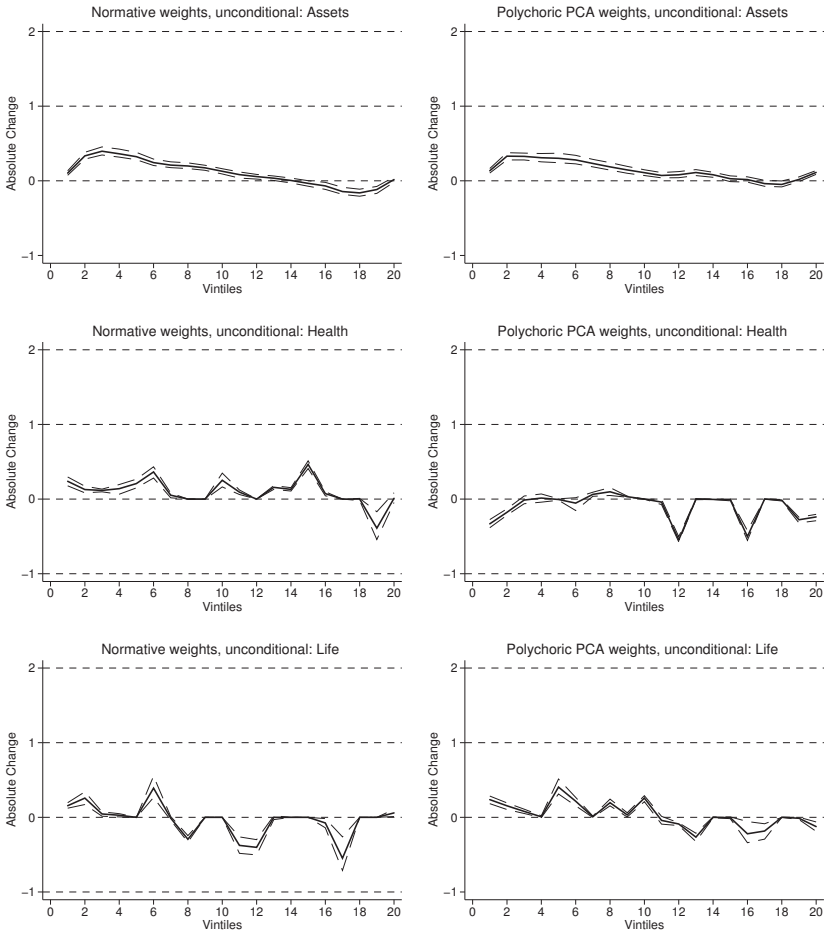 Normative weights, unconditional: Assets
2
1
0
−1
Absolute Change
0 2 4 6 8 10 12 14 16 18 20
Vintiles
Polychoric PCA weights, unconditional: Assets
2
1
0
−1
Absolute Change
0 2 4 6 8 10 12 14 16 18 20
Vintiles
Normative weights, unconditional: Health
2
1
0
−1
Absolute Change
0 2 4 6 8 10 12 14 16 18 20
Vintiles
Polychoric PCA weights, unconditional: Health
2
1
0
−1
Absolute Change
0 2 4 6 8 10 12 14 16 18 20
Vintiles
Normative weights, unconditional: Life
2
1
0
−1
Absolute Change
0 2 4 6 8 10 12 14 16 18 20
Vintiles
Polychoric PCA weights, unconditional: Life
2
1
0
−1
Absolute Change
0 2 4 6 8 10 12 14 16 18 20
Vintiles